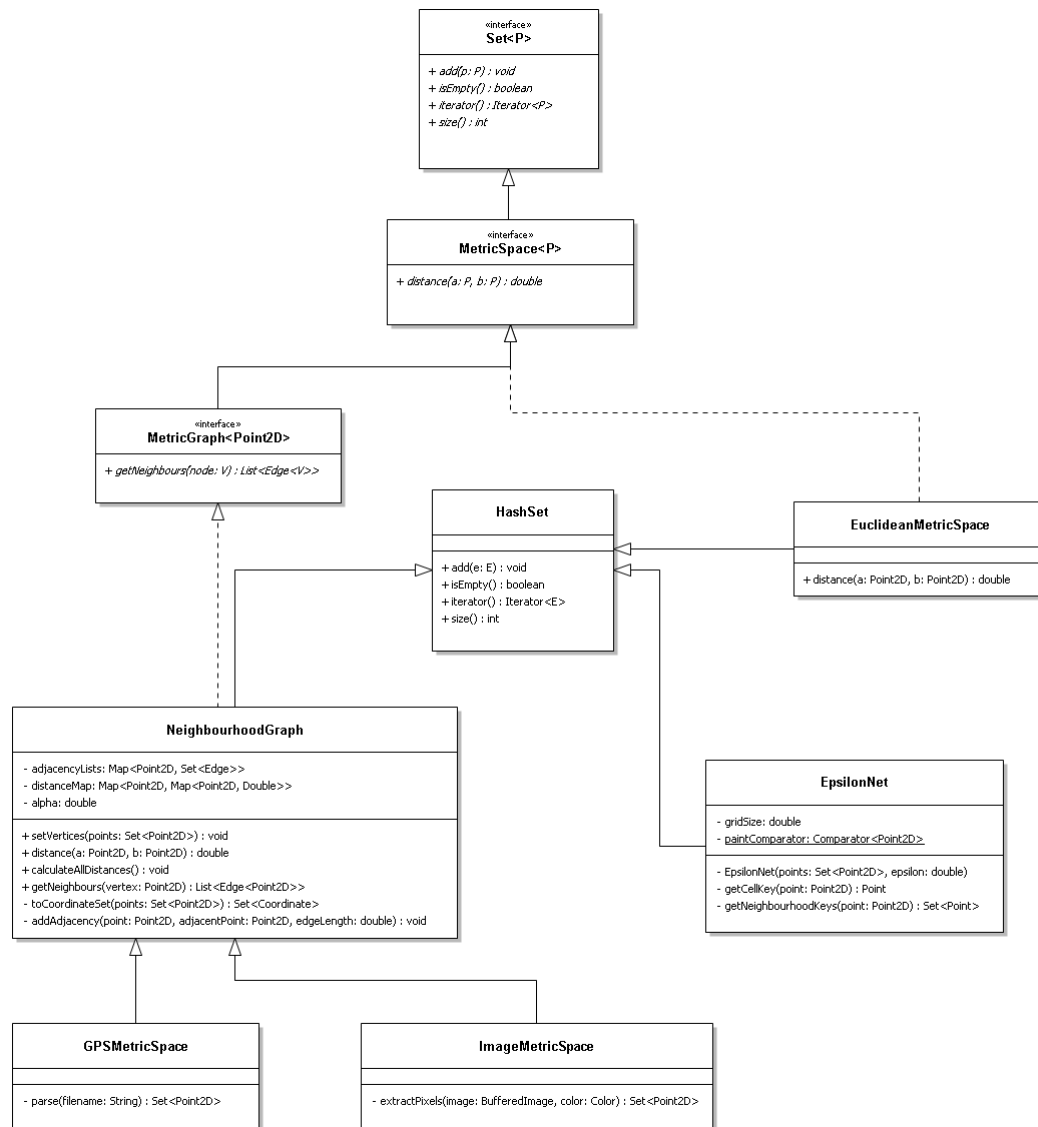 «interface»
Set<P>
+ add(p: P) : void
+ isEmpty() : boolean
+ iterator() : Iterator<P>
+ size() : int
«interface»
MetricSpace<P>
+ distance(a: P, b: P) : double
«interface»
MetricGraph<Point2D>
+ getNeighbours(node: V) : List<Edge<V>>
HashSet
+ add(e: E) : void
+ isEmpty() : boolean
+ iterator() : Iterator<E>
+ size() : int
EuclideanMetricSpace
+ distance(a: Point2D, b: Point2D) : double
NeighbourhoodGraph
- adjacencyLists: Map<Point2D, Set<Edge>>
- distanceMap: Map<Point2D, Map<Point2D, Double>>
- alpha: double
+ setVertices(points: Set<Point2D>) : void
+ distance(a: Point2D, b: Point2D) : double
+ calculateAllDistances() : void
+ getNeighbours(vertex: Point2D) : List<Edge<Point2D>>
- toCoordinateSet(points: Set<Point2D>) : Set<Coordinate>
- addAdjacency(point: Point2D, adjacentPoint: Point2D, edgeLength: double) : void
EpsilonNet
- gridSize: double
- paintComparator: Comparator<Point2D>
- EpsilonNet(points: Set<Point2D>, epsilon: double)
- getCellKey(point: Point2D) : Point
- getNeighbourhoodKeys(point: Point2D) : Set<Point>
GPSMetricSpace
- parse(filename: String) : Set<Point2D>
ImageMetricSpace
- extractPixels(image: BufferedImage, color: Color) : Set<Point2D>